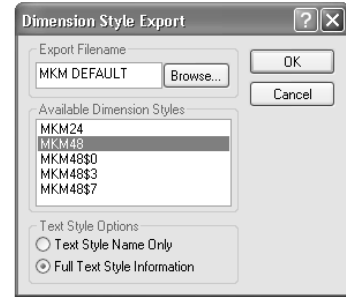 Dimension Style Export
Export Filename
MKM DEFAULT
Browse...
OK
Cancel
Available Dimension Styles
MKM24
MKM48
MKM48$0
MKM48$3
MKM48$7
Text Style Options
Text Style Name Only
Full Text Style Information